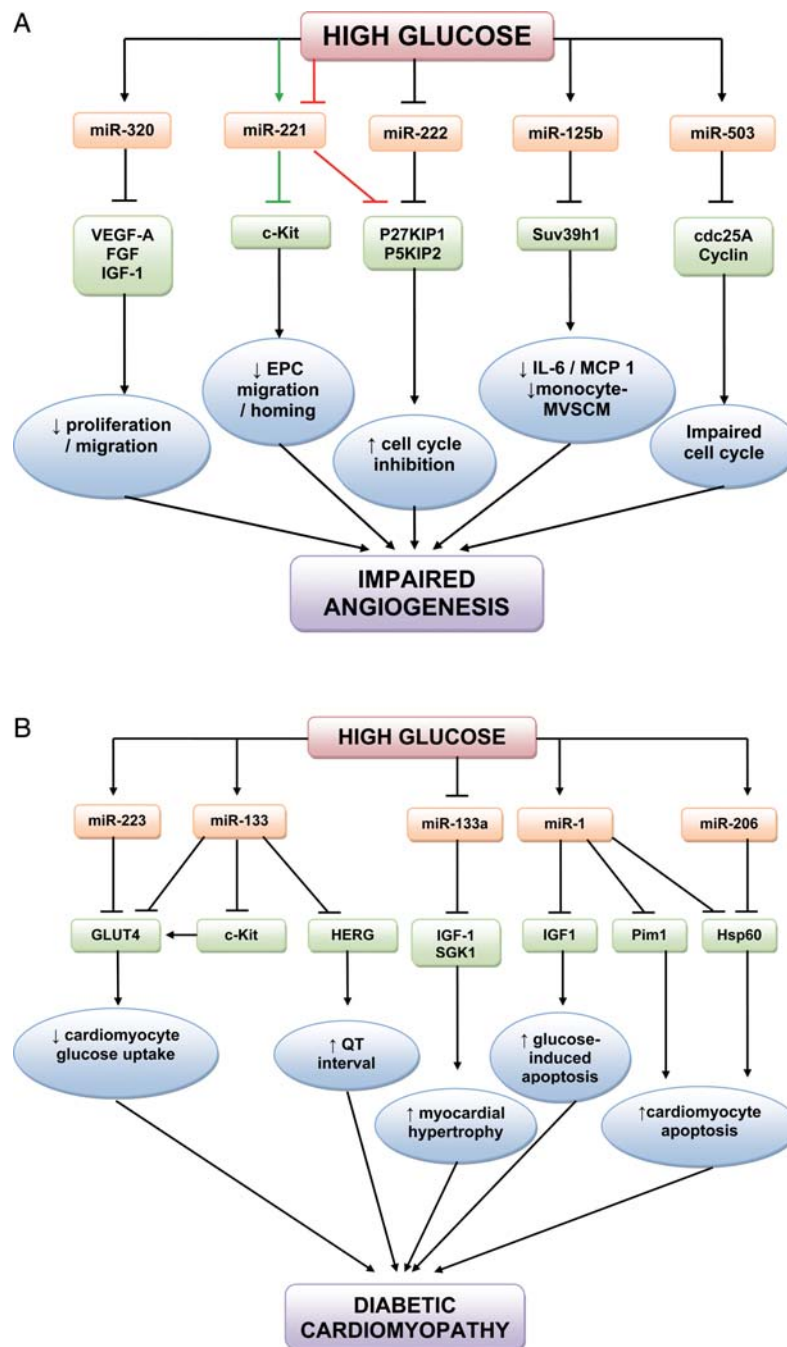 A
HIGH GLUCOSE
miR-320
miR-221
miR-222
miR-125b
miR-503
VEGF-A
FGF
IGF-1
c-Kit
P27KIP1
P5KIP2
Suv39h1
cdc25A
Cyclin
↓ proliferation
/ migration
↓ EPC
migration
/ homing
↑ cell cycle
inhibition
↓ IL-6 / MCP 1
↓monocyte-
MVSCM
Impaired
cell cycle
IMPAIRED
ANGIOGENESIS
B
HIGH GLUCOSE
miR-223
miR-133
miR-133a
miR-1
miR-206
GLUT4
c-Kit
HERG
IGF-1
SGK1
IGF1
Pim1
Hsp60
↓ cardiomyocyte
glucose uptake
↑ QT
interval
↑ myocardial
hypertrophy
↑ glucose-
induced
apoptosis
↑cardiomyocyte
apoptosis
DIABETIC
CARDIOMYOPATHY